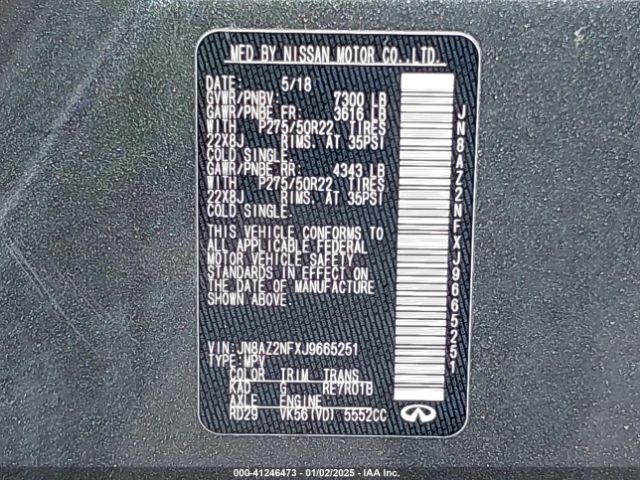 MFD BY NISSAN MOTOR CO.,LTD.
DATE: 5/18
GVWR/PNBV: 7300 LB
GAWR/PNBE FR: 3616 LB
WITH P275/50R22 TIRES
22X8J RIMS. AT 35PSI
COLD SINGLE.
GAWR/PNBE RR: 4343 LB
WITH P275/50R22 TIRES
22X8J RIMS. AT 35PSI
COLD SINGLE.
THIS VEHICLE CONFORMS TO
ALL APPLICABLE FEDERAL
MOTOR VEHICLE SAFETY
STANDARDS IN EFFECT ON
THE DATE OF MANUFACTURE
SHOWN ABOVE.
VIN:JN8AZ2NFXJ9665251
TYPE:MPV
COLOR TRIM TRANS
KAD G RE7R01B
AXLE ENGINE
RD29 VK56(VD) 5552CC
JN8AZ2NFXJ9665251
000-41246473 - 01/02/2025 - IAA Inc.